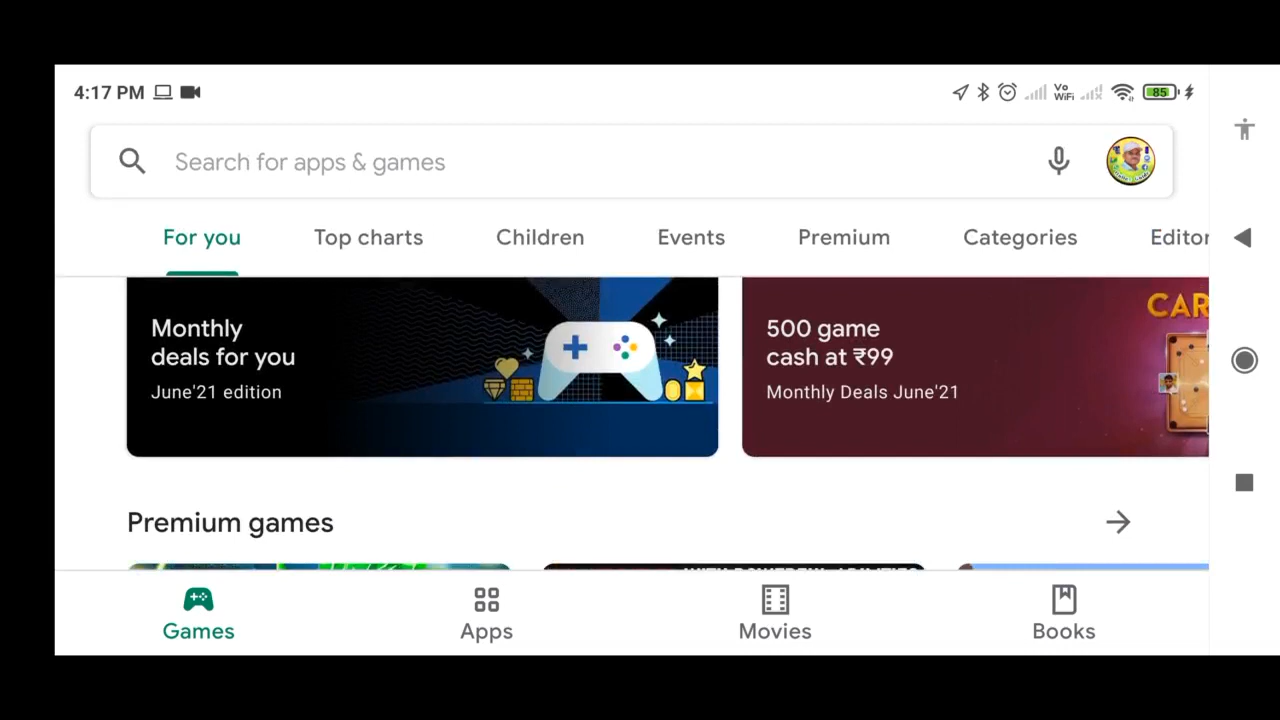 4:17 PM
Vo
WiFi
85
Search for apps & games
For you
Top charts
Children
Events
Premium
Categories
Editor
Monthly
deals for you
June'21 edition
500 game
cash at ₹99
Monthly Deals June'21
CAR
Premium games
Games
Apps
Movies
Books